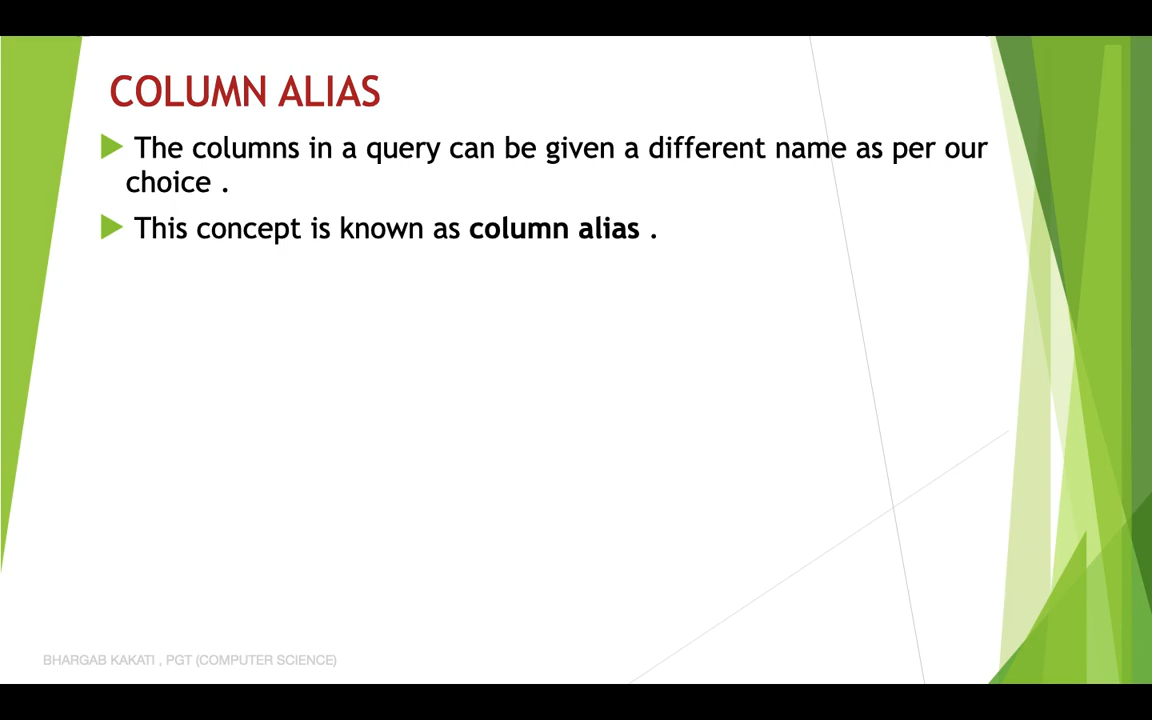 COLUMN ALIAS
The columns in a query can be given a different name as per our
choice .
This concept is known as column alias .
BHARGAB KAKATI , PGT (COMPUTER SCIENCE)